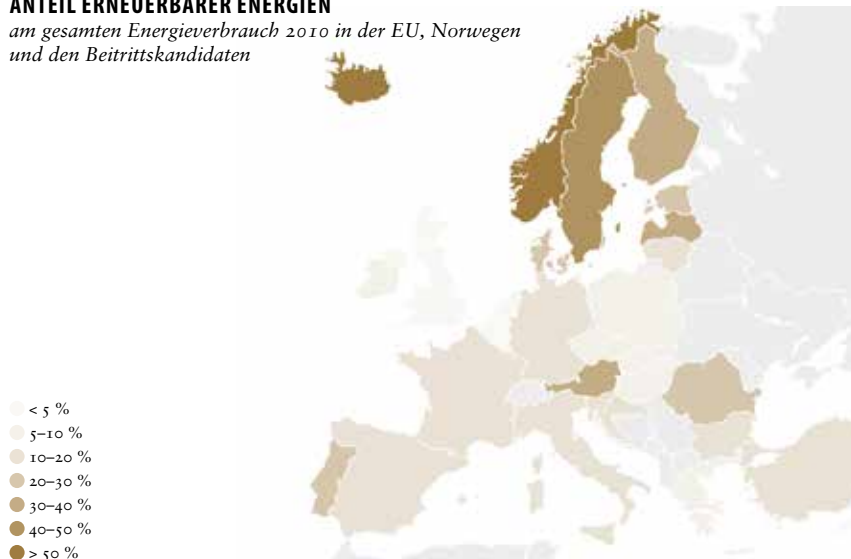 ANTEIL ERNEUERBARER ENERGIEN
am gesamten Energieverbrauch 2010 in der EU, Norwegen
und den Beitrittskandidaten
< 5 %
5–10 %
10–20 %
20–30 %
30–40 %
40–50 %
> 50 %